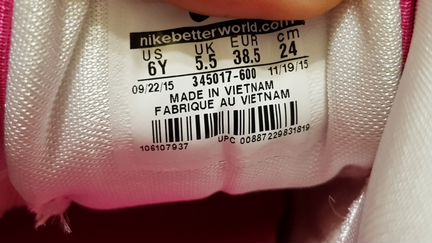 nikebetterworld.com
US UK EUR cm
6Y 5.5 38.5 24
09/22/15 345017-600 11/19/15
MADE IN VIETNAM
FABRIQUE AU VIETNAM
106107937 UPC 00887229831819